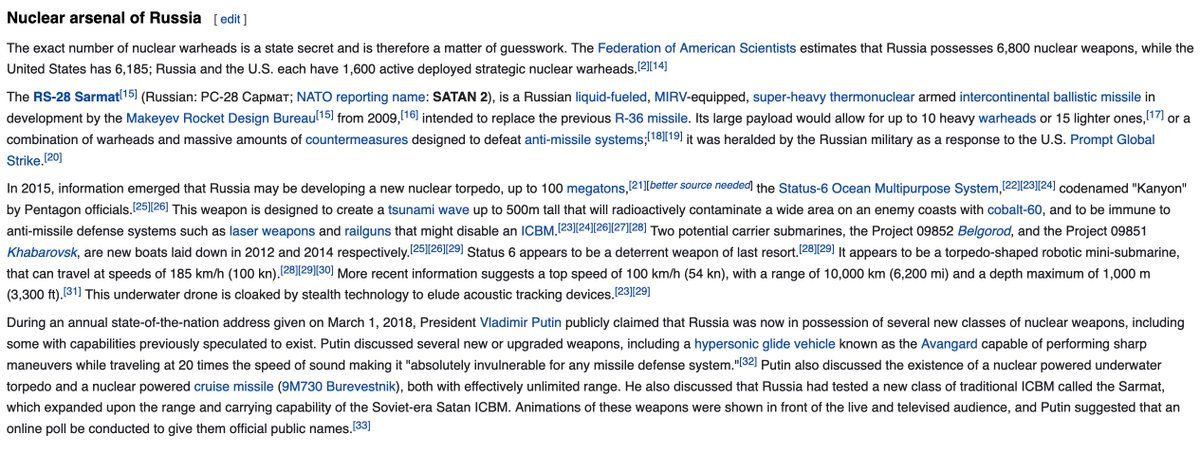 Nuclear arsenal of Russia [ edit ]
The exact number of nuclear warheads is a state secret and is therefore a matter of guesswork. The Federation of American Scientists estimates that Russia possesses 6,800 nuclear weapons, while the
United States has 6,185; Russia and the U.S. each have 1,600 active deployed strategic nuclear warheads.[2][14]
The RS-28 Sarmat[15] (Russian: РС-28 Сармат; NATO reporting name: SATAN 2), is a Russian liquid-fueled, MIRV-equipped, super-heavy thermonuclear armed intercontinental ballistic missile in
development by the Makeyev Rocket Design Bureau[15] from 2009,[16] intended to replace the previous R-36 missile. Its large payload would allow for up to 10 heavy warheads or 15 lighter ones,[17] or a
combination of warheads and massive amounts of countermeasures designed to defeat anti-missile systems;[18][19] it was heralded by the Russian military as a response to the U.S. Prompt Global
Strike.[20]
In 2015, information emerged that Russia may be developing a new nuclear torpedo, up to 100 megatons,[21][better source needed] the Status-6 Ocean Multipurpose System,[22][23][24] codenamed "Kanyon"
by Pentagon officials.[25][26] This weapon is designed to create a tsunami wave up to 500m tall that will radioactively contaminate a wide area on an enemy coasts with cobalt-60, and to be immune to
anti-missile defense systems such as laser weapons and railguns that might disable an ICBM.[23][24][26][27][28] Two potential carrier submarines, the Project 09852 Belgorod, and the Project 09851
Khabarovsk, are new boats laid down in 2012 and 2014 respectively.[25][26][29] Status 6 appears to be a deterrent weapon of last resort.[28][29] It appears to be a torpedo-shaped robotic mini-submarine,
that can travel at speeds of 185 km/h (100 kn).[28][29][30] More recent information suggests a top speed of 100 km/h (54 kn), with a range of 10,000 km (6,200 mi) and a depth maximum of 1,000 m
(3,300 ft).[31] This underwater drone is cloaked by stealth technology to elude acoustic tracking devices.[23][29]
During an annual state-of-the-nation address given on March 1, 2018, President Vladimir Putin publicly claimed that Russia was now in possession of several new classes of nuclear weapons, including
some with capabilities previously speculated to exist. Putin discussed several new or upgraded weapons, including a hypersonic glide vehicle known as the Avangard capable of performing sharp
maneuvers while traveling at 20 times the speed of sound making it "absolutely invulnerable for any missile defense system."[32] Putin also discussed the existence of a nuclear powered underwater
torpedo and a nuclear powered cruise missile (9M730 Burevestnik), both with effectively unlimited range. He also discussed that Russia had tested a new class of traditional ICBM called the Sarmat,
which expanded upon the range and carrying capability of the Soviet-era Satan ICBM. Animations of these weapons were shown in front of the live and televised audience, and Putin suggested that an
online poll be conducted to give them official public names.[33]